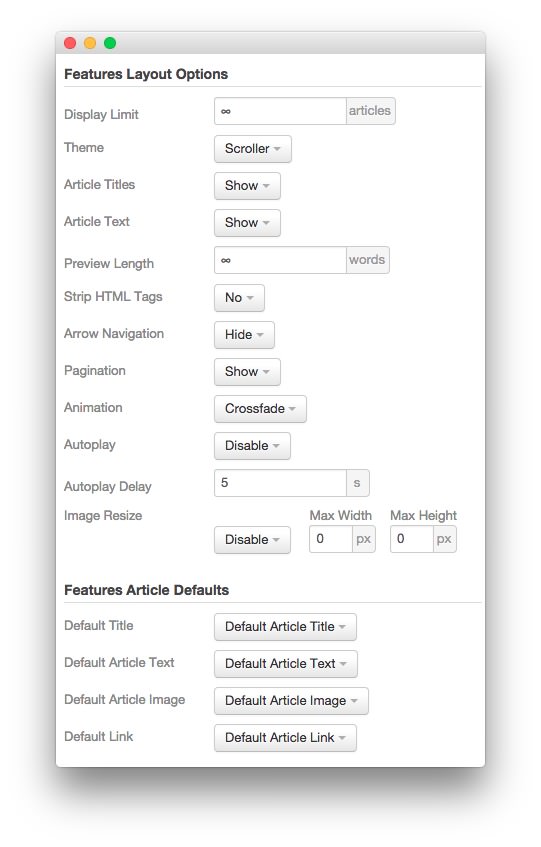 Features Layout Options
Display Limit ∞ articles
Theme Scroller
Article Titles Show
Article Text Show
Preview Length ∞ words
Strip HTML Tags No
Arrow Navigation Hide
Pagination Show
Animation Crossfade
Autoplay Disable
Autoplay Delay 5 s
Image Resize Max Width Max Height
Disable 0 px 0 px
Features Article Defaults
Default Title Default Article Title
Default Article Text Default Article Text
Default Article Image Default Article Image
Default Link Default Article Link